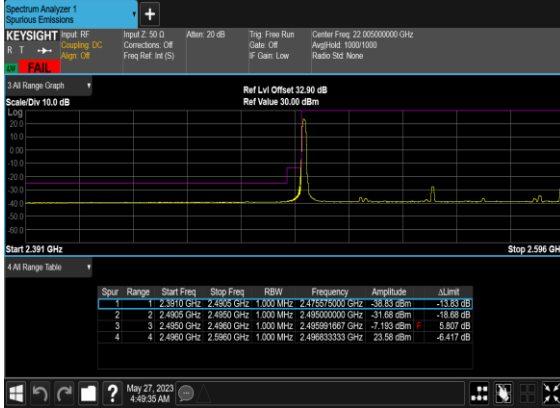 Spectrum Analyzer 1
Spurious Emissions
+
KEYSIGHT Input: RF Input Z: 50 Ω Atten: 20 dB Trig: Free Run Center Freq: 22.005000000 GHz
R T Coupling: DC Corrections: Off Gate: Off Avg|Hold: 1000/1000
Align: Off Freq Ref: Int (S) IF Gain: Low Radio Std: None
FAIL
3 All Range Graph
Ref Lvl Offset 32.90 dB
Scale/Div 10.0 dB Ref Value 30.00 dBm
Log
20.0
10.0
0.00
-10.0
-20.0
-30.0
-40.0
-50.0
-60.0
Start 2.391 GHz Stop 2.596 GH
4 All Range Table
Spur Range Start Freq Stop Freq RBW Frequency Amplitude ΔLimit
1 1 2.3910 GHz 2.4905 GHz 1.000 MHz 2.475575000 GHz -38.83 dBm -13.83 dB
2 2 2.4905 GHz 2.4950 GHz 1.000 MHz 2.495000000 GHz -31.68 dBm -18.68 dB
3 3 2.4950 GHz 2.4960 GHz 1.000 MHz 2.495991667 GHz -7.193 dBm F 5.807 dB
4 4 2.4960 GHz 2.5960 GHz 1.000 MHz 2.496833333 GHz 23.58 dBm -6.417 dB
? May 27, 2023
4:49:35 AM